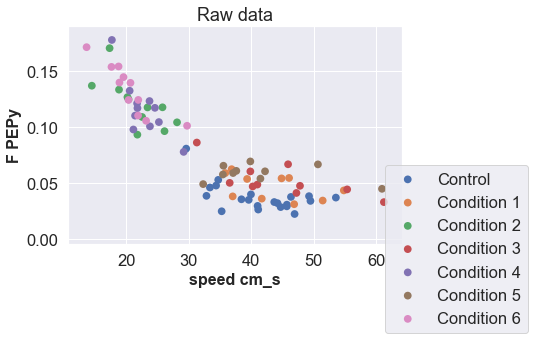 Raw data
0.15
0.10
0.05
0.00
F PEPy
20
30
40
50
60
speed cm_s
Control
Condition 1
Condition 2
Condition 3
Condition 4
Condition 5
Condition 6